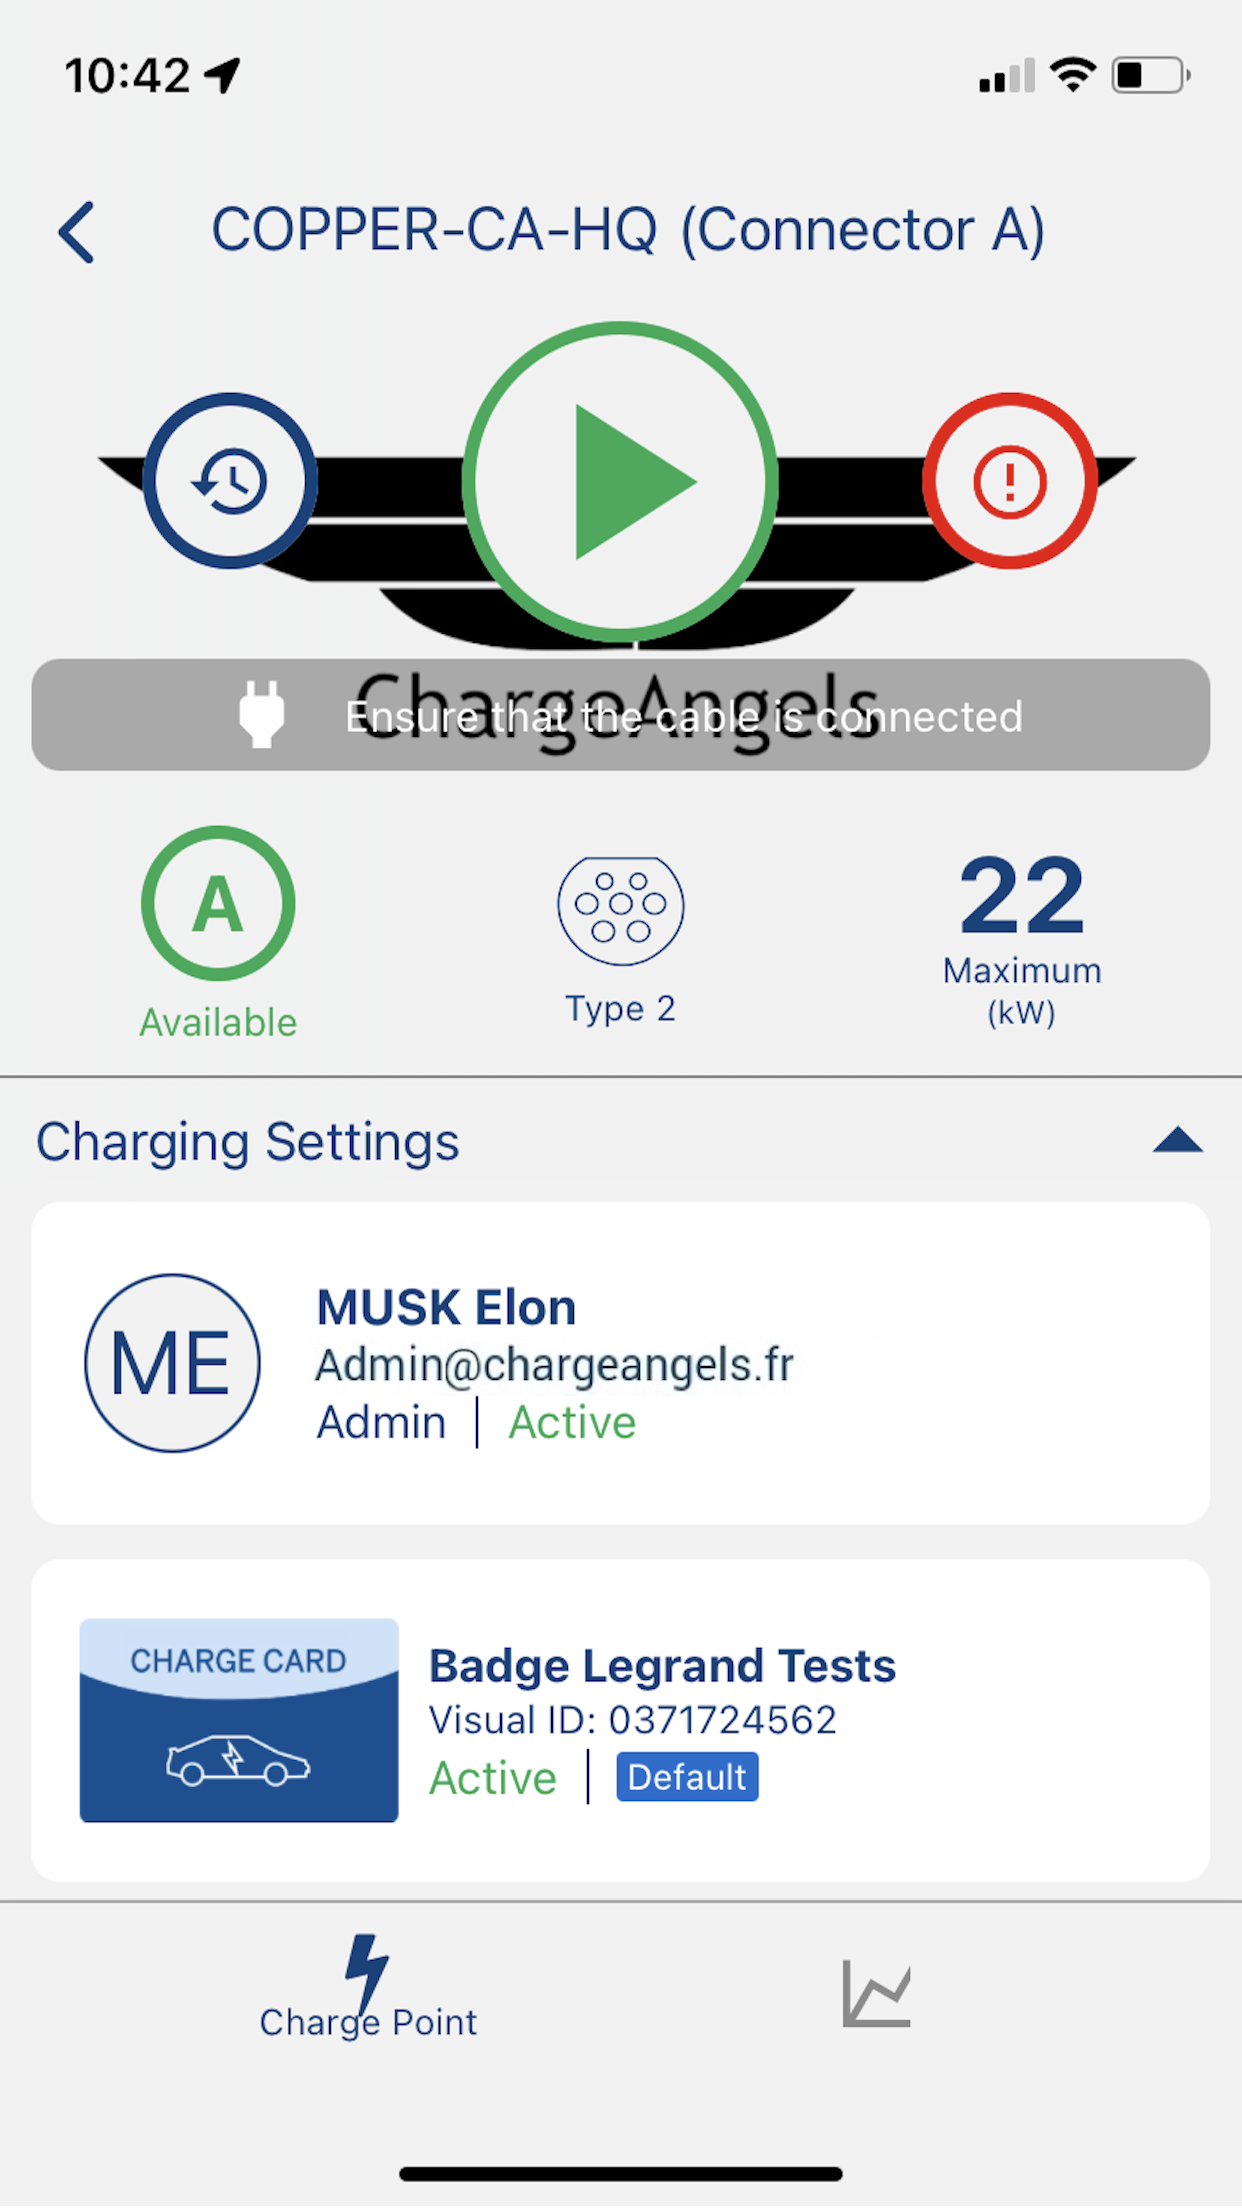 10:42
COPPER-CA-HQ (Connector A)
ChargeAngels
Ensure that the cable is connected
A
Available
Type 2
22
Maximum
(kW)
Charging Settings
ME
MUSK Elon
Admin@chargeangels.fr
Admin | Active
CHARGE CARD
Badge Legrand Tests
Visual ID: 0371724562
Active | Default
Charge Point